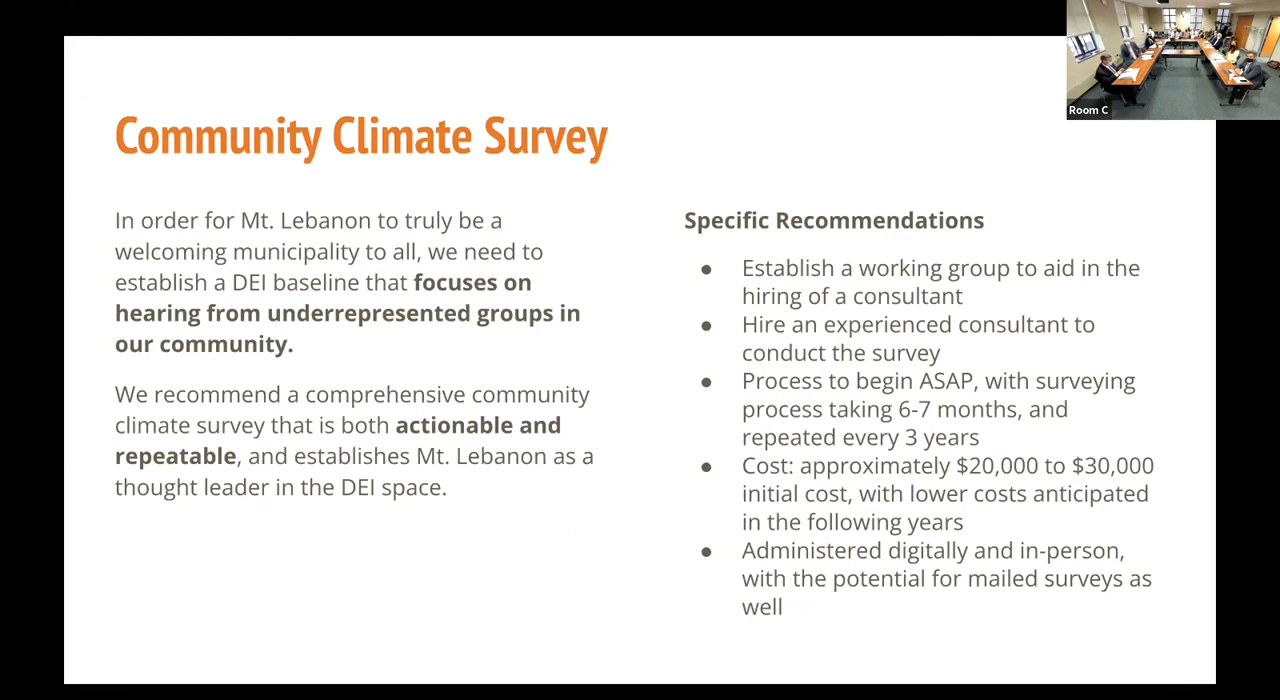 Community Climate Survey
In order for Mt. Lebanon to truly be a
welcoming municipality to all, we need to
establish a DEI baseline that focuses on
hearing from underrepresented groups in
our community.
We recommend a comprehensive community
climate survey that is both actionable and
repeatable, and establishes Mt. Lebanon as a
thought leader in the DEI space.
Specific Recommendations
● Establish a working group to aid in the
hiring of a consultant
● Hire an experienced consultant to
conduct the survey
● Process to begin ASAP, with surveying
process taking 6-7 months, and
repeated every 3 years
● Cost: approximately $20,000 to $30,000
initial cost, with lower costs anticipated
in the following years
● Administered digitally and in-person,
with the potential for mailed surveys as
well
Room C